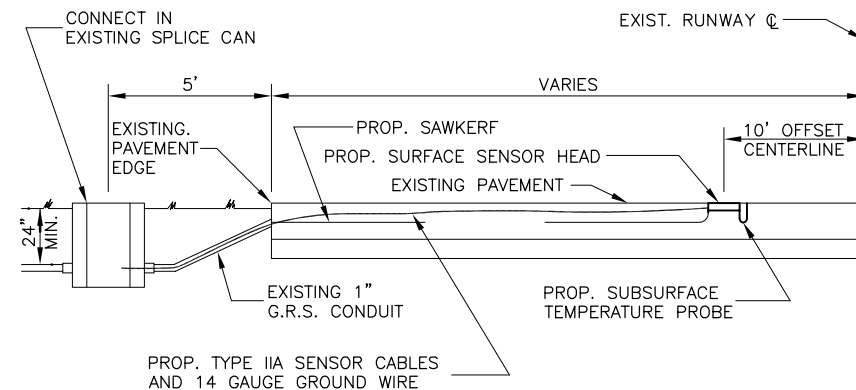 CONNECT IN
EXISTING SPLICE CAN
EXIST. RUNWAY ℄
5'
VARIES
EXISTING.
PAVEMENT
EDGE
PROP. SAWKERF
PROP. SURFACE SENSOR HEAD
EXISTING PAVEMENT
10' OFFSET
CENTERLINE
24"
MIN.
EXISTING 1"
G.R.S. CONDUIT
PROP. SUBSURFACE
TEMPERATURE PROBE
PROP. TYPE IIA SENSOR CABLES
AND 14 GAUGE GROUND WIRE